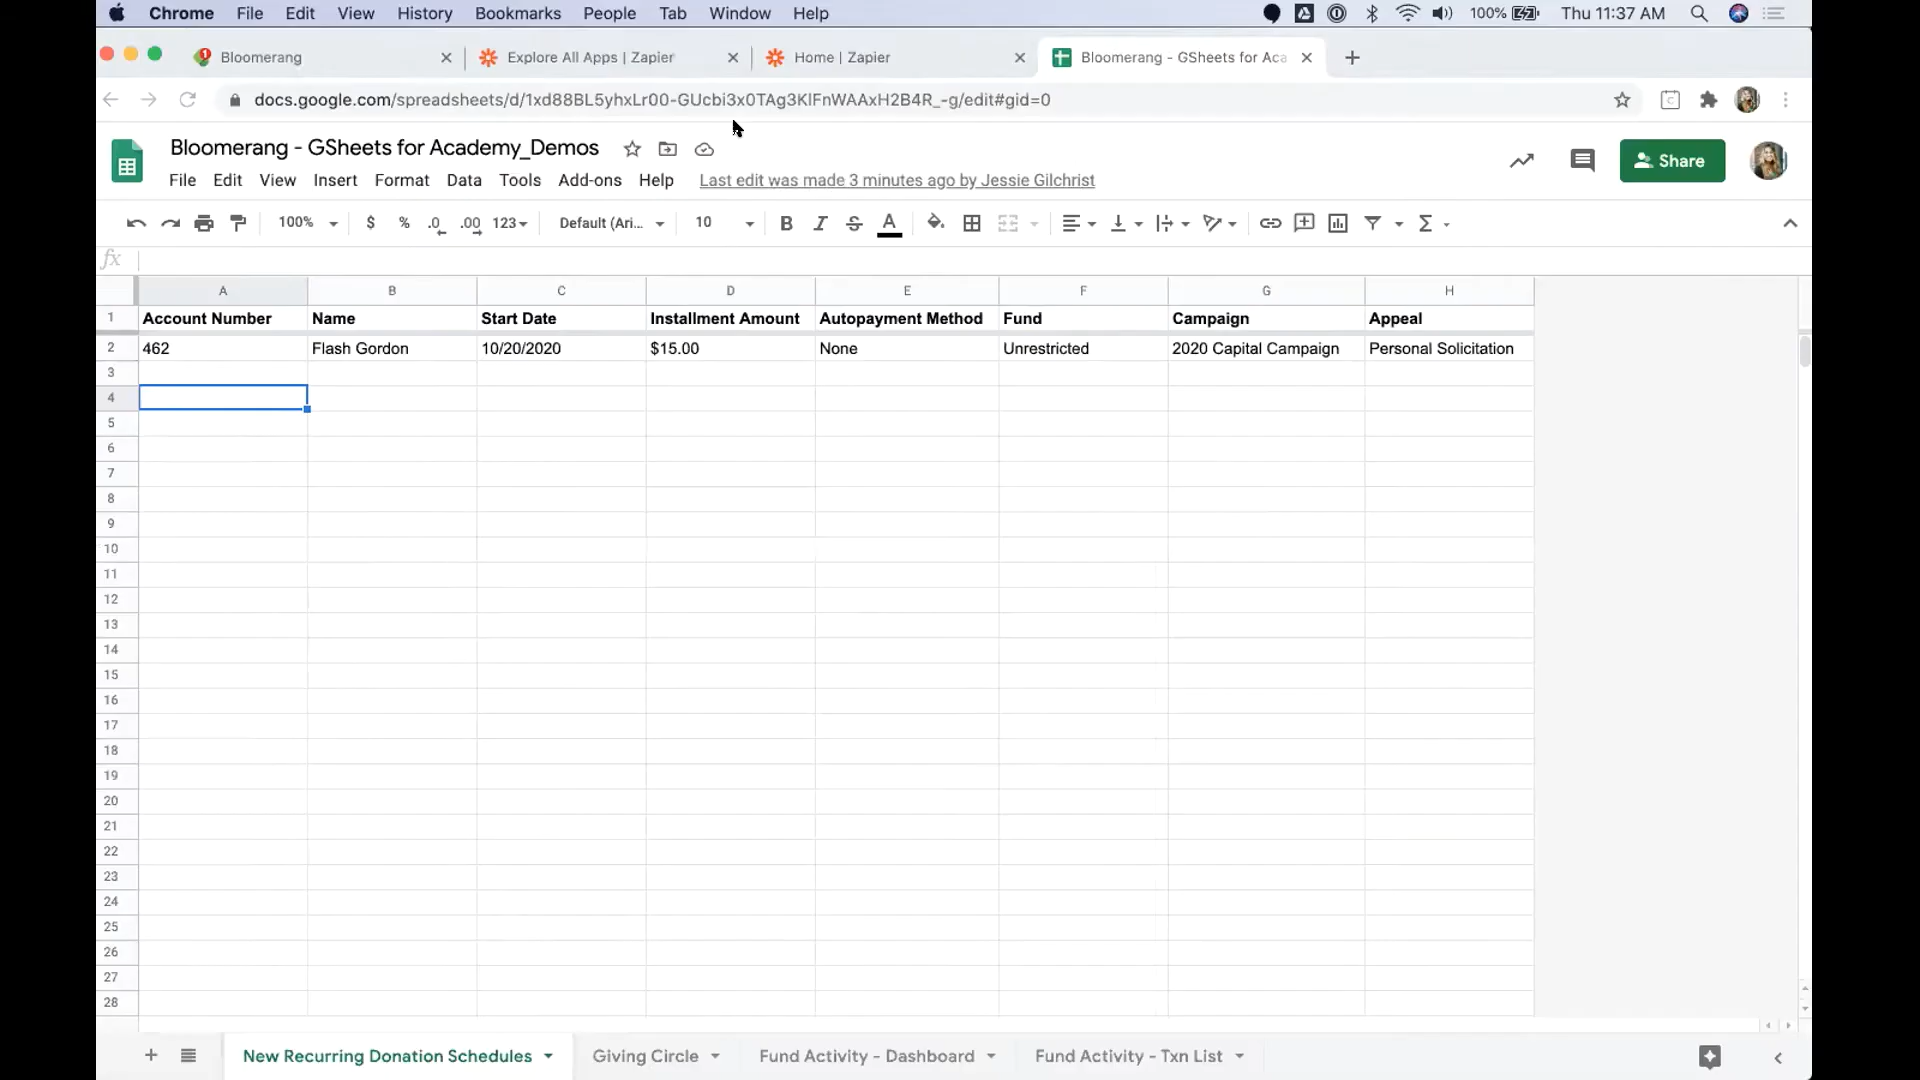 Chrome File Edit View History Bookmarks People Tab Window Help 100% Thu 11:37 AM
Bloomerang Explore All Apps | Zapier Home | Zapier Bloomerang - GSheets for Aca
docs.google.com/spreadsheets/d/1xd88BL5yhxLr00-GUcbi3x0TAg3KlFnWAAxH2B4R_-g/edit#gid=0
Bloomerang - GSheets for Academy_Demos
Share
File Edit View Insert Format Data Tools Add-ons Help Last edit was made 3 minutes ago by Jessie Gilchrist
100% $ % .0 .00 123 Default (Ari... 10 B I S A
fx
A B C D E F G H
1 Account Number Name Start Date Installment Amount Autopayment Method Fund Campaign Appeal
2 462 Flash Gordon 10/20/2020 $15.00 None Unrestricted 2020 Capital Campaign Personal Solicitation
3
4
5
6
7
8
9
10
11
12
13
14
15
16
17
18
19
20
21
22
23
24
25
26
27
28
New Recurring Donation Schedules Giving Circle Fund Activity - Dashboard Fund Activity - Txn List